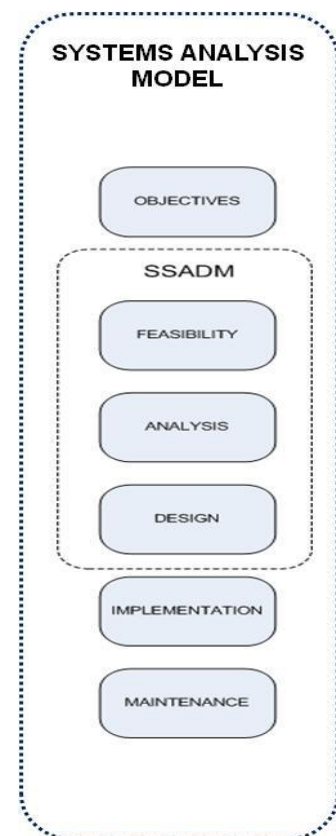 SYSTEMS ANALYSIS
MODEL
OBJECTIVES
SSADM
FEASIBILITY
ANALYSIS
DESIGN
IMPLEMENTATION
MAINTENANCE